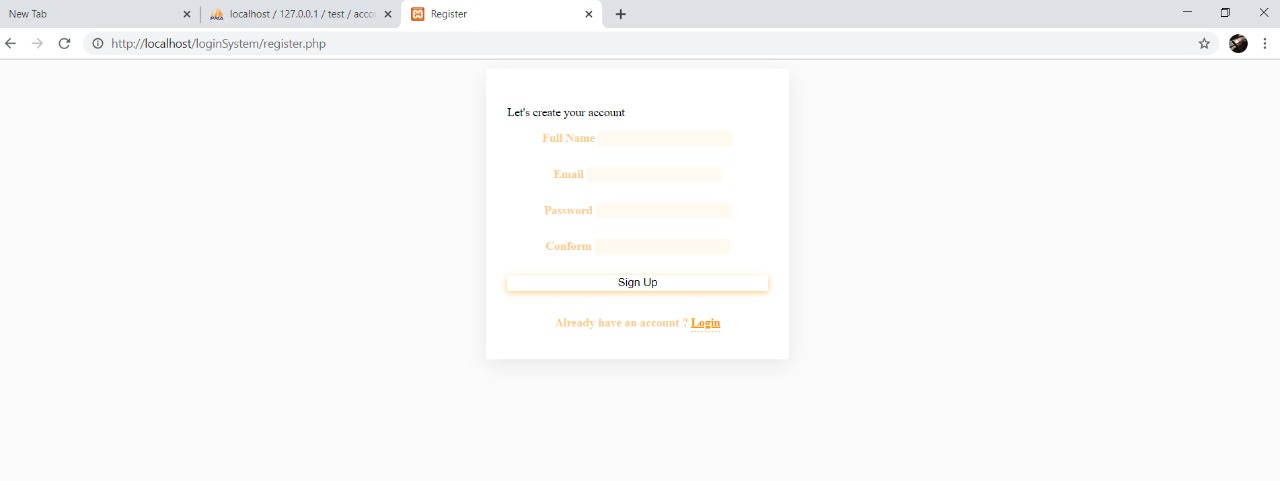 New Tab
localhost / 127.0.0.1 / test / acco
Register
http://localhost/loginSystem/register.php
Let's create your account
Full Name
Email
Password
Conform
Sign Up
Already have an account ? Login